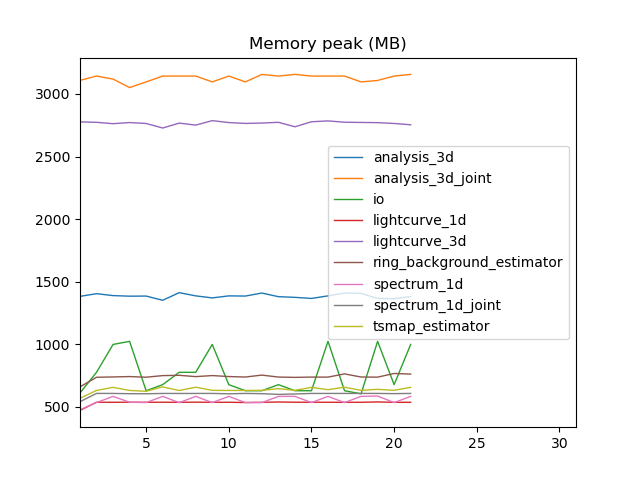 Memory peak (MB)
3000
2500
2000
1500
1000
500
5
10
15
20
25
30
analysis_3d
analysis_3d_joint
io
lightcurve_1d
lightcurve_3d
ring_background_estimator
spectrum_1d
spectrum_1d_joint
tsmap_estimator